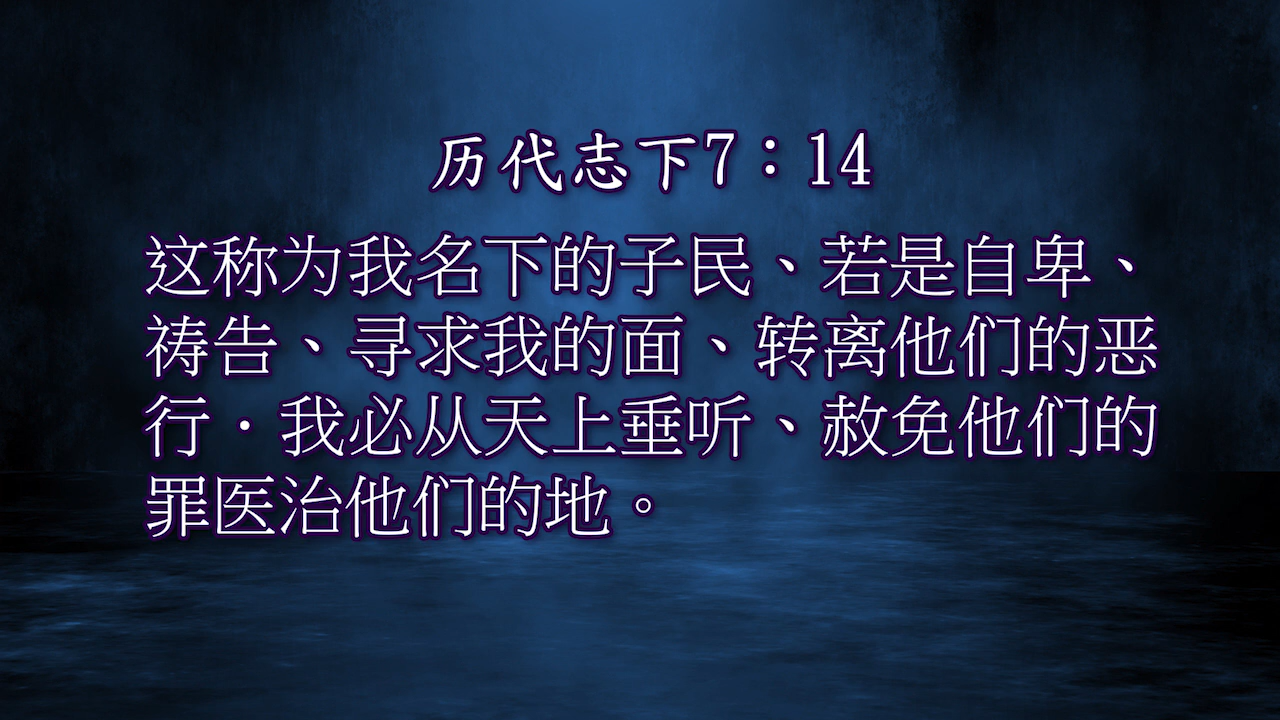 历代志下7：14
这称为我名下的子民、若是自卑、
祷告、寻求我的面、转离他们的恶
行．我必从天上垂听、赦免他们的
罪医治他们的地。